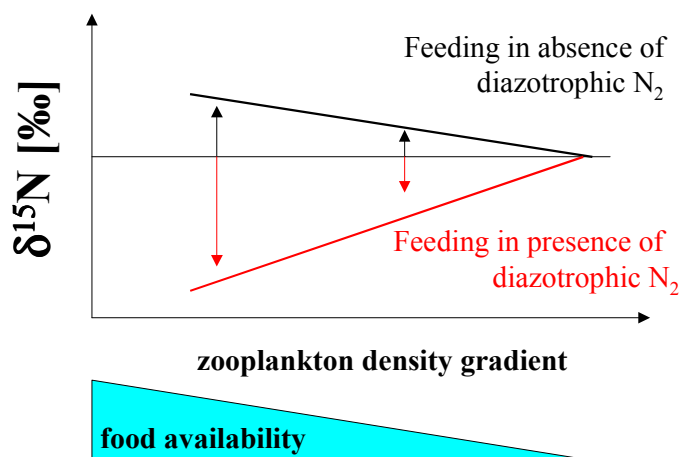 Feeding in absence of
diazotrophic N₂
δ¹⁵N [‰]
Feeding in presence of
diazotrophic N₂
zooplankton density gradient
food availability